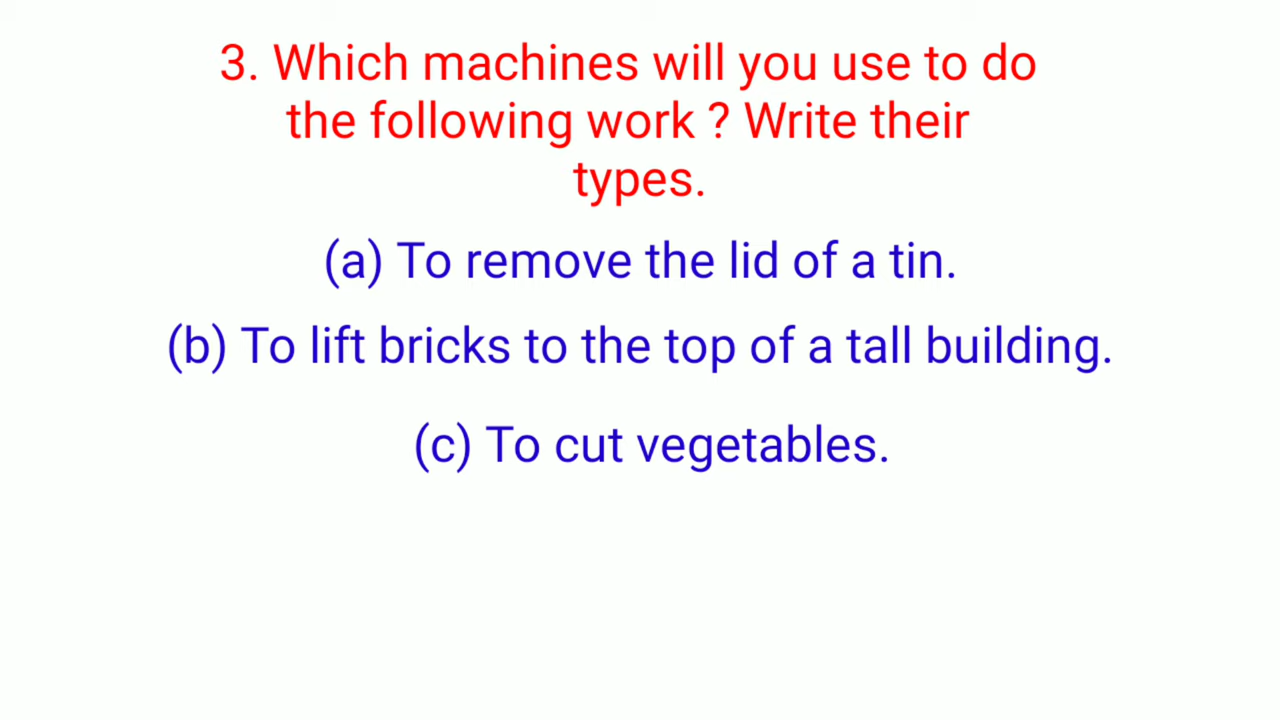 3. Which machines will you use to do
the following work ? Write their
types.
(a) To remove the lid of a tin.
(b) To lift bricks to the top of a tall building.
(c) To cut vegetables.